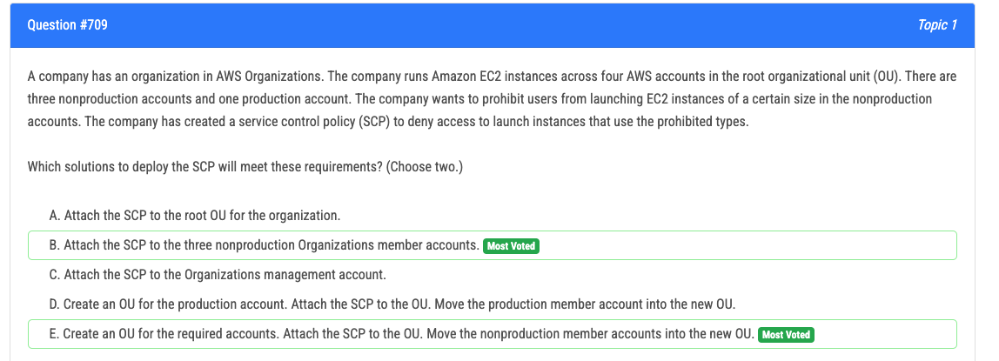 Question #709
Topic 1
A company has an organization in AWS Organizations. The company runs Amazon EC2 instances across four AWS accounts in the root organizational unit (OU). There are
three nonproduction accounts and one production account. The company wants to prohibit users from launching EC2 instances of a certain size in the nonproduction
accounts. The company has created a service control policy (SCP) to deny access to launch instances that use the prohibited types.
Which solutions to deploy the SCP will meet these requirements? (Choose two.)
A. Attach the SCP to the root OU for the organization.
B. Attach the SCP to the three nonproduction Organizations member accounts. Most Voted
C. Attach the SCP to the Organizations management account.
D. Create an OU for the production account. Attach the SCP to the OU. Move the production member account into the new OU.
E. Create an OU for the required accounts. Attach the SCP to the OU. Move the nonproduction member accounts into the new OU. Most Voted